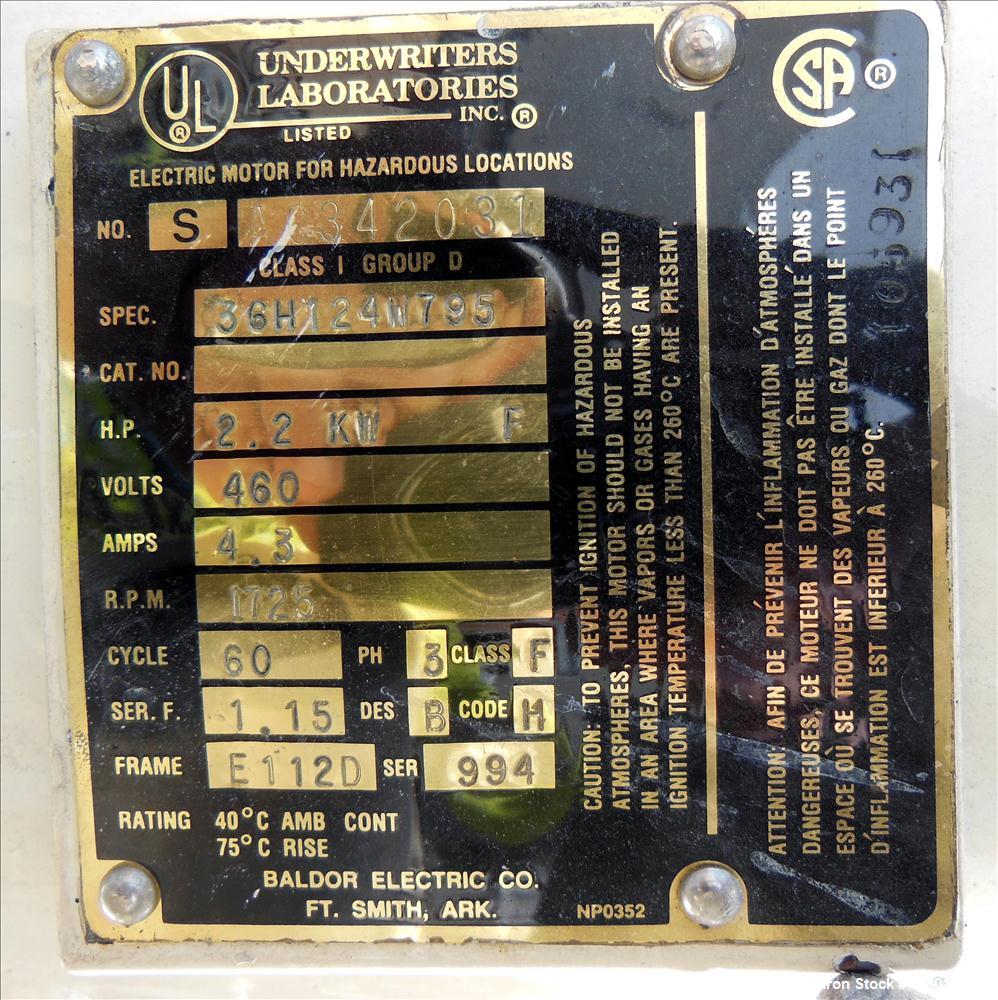 UL ®
UNDERWRITERS
LABORATORIES
INC. ®
LISTED
ELECTRIC MOTOR FOR HAZARDOUS LOCATIONS
NO. S
CLASS I GROUP D
SPEC. 36H124W795
CAT. NO.
H.P. 2.2 KW F
VOLTS 460
AMPS 4.3
R.P.M. 1725
CYCLE 60 PH 3 CLASS F
SER. F. 1.15 DES B CODE M
FRAME E112D SER 994
RATING 40°C AMB CONT
75°C RISE
BALDOR ELECTRIC CO.
FT. SMITH, ARK.
NP0352
CAUTION: TO PREVENT IGNITION OF HAZARDOUS
ATMOSPHERES, THIS MOTOR SHOULD NOT BE INSTALLED
IN AN AREA WHERE VAPORS OR GASES HAVING AN
IGNITION TEMPERATURE LESS THAN 260°C ARE PRESENT.
SA ®
ATTENTION: AFIN DE PRÉVENIR L'INFLAMMATION D'ATMOSPHÉRES
DANGEREUSES, CE MOTEUR NE DOIT PAS ÊTRE INSTALLÉ DANS UN
ESPACE OÙ SE TROUVENT DES VAPEURS OU GAZ DONT LE POINT
D'INFLAMMATION EST INFERIEUR À 260°C.
Stock